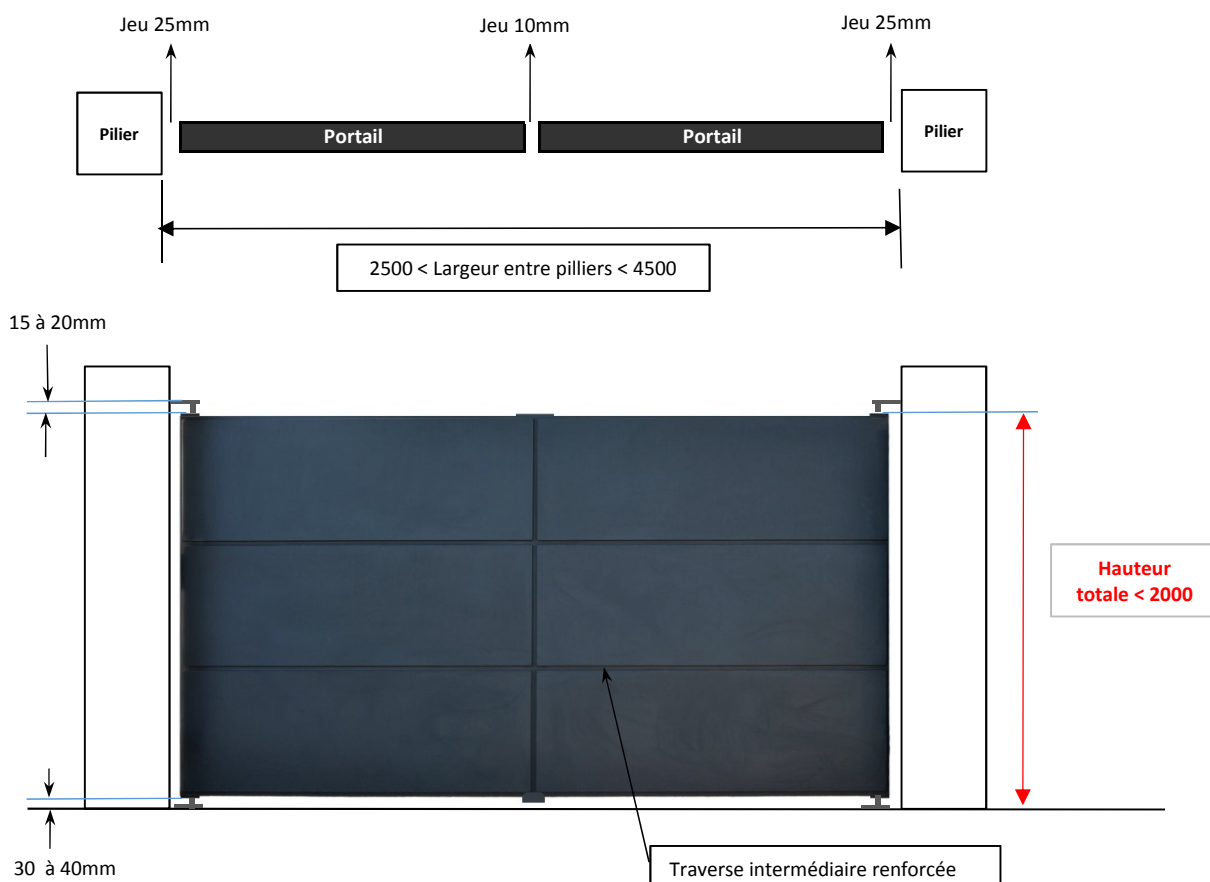 Jeu 25mm
Jeu 10mm
Jeu 25mm
Pilier
Portail
Portail
Pilier
2500 < Largeur entre pilliers < 4500
15 à 20mm
Hauteur
totale < 2000
30 à 40mm
Traverse intermédiaire renforcée